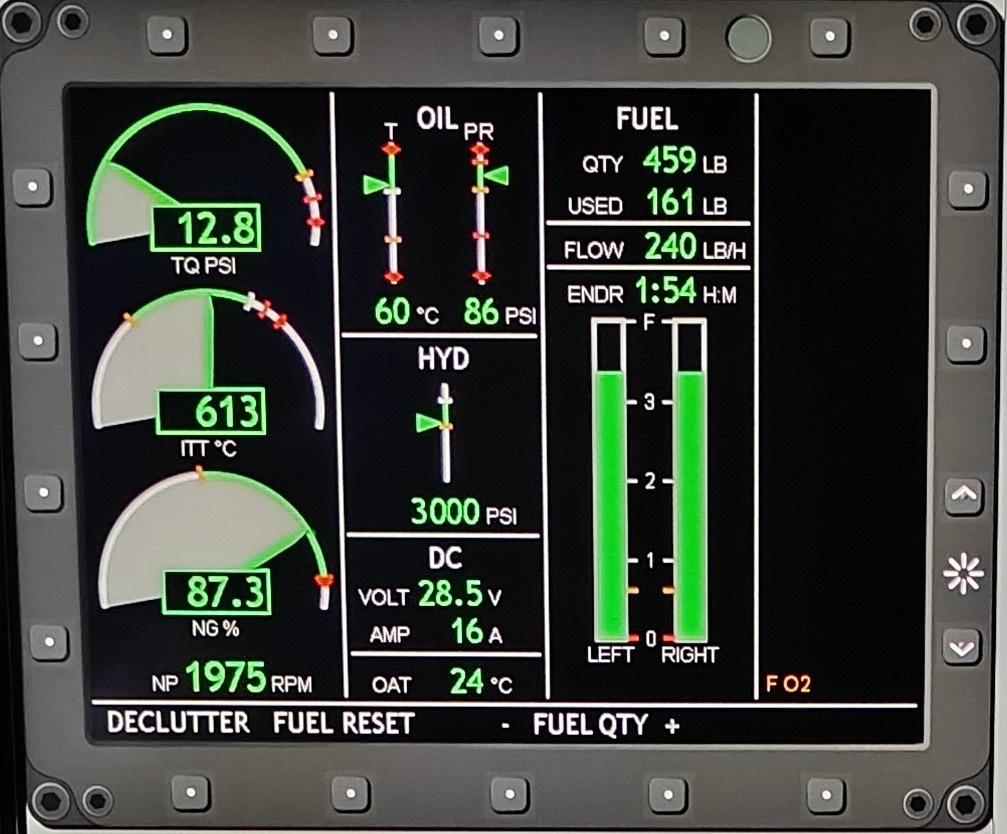 12.8
TQ PSI
613
ITT °C
87.3
NG %
NP 1975 RPM
OIL
T PR
60 °C 86 PSI
HYD
3000 PSI
DC
VOLT 28.5 V
AMP 16 A
OAT 24 °C
FUEL
QTY 459 LB
USED 161 LB
FLOW 240 LB/H
ENDR 1:54 H:M
F
3
2
1
0
LEFT RIGHT
F O2
DECLUTTER FUEL RESET - FUEL QTY +